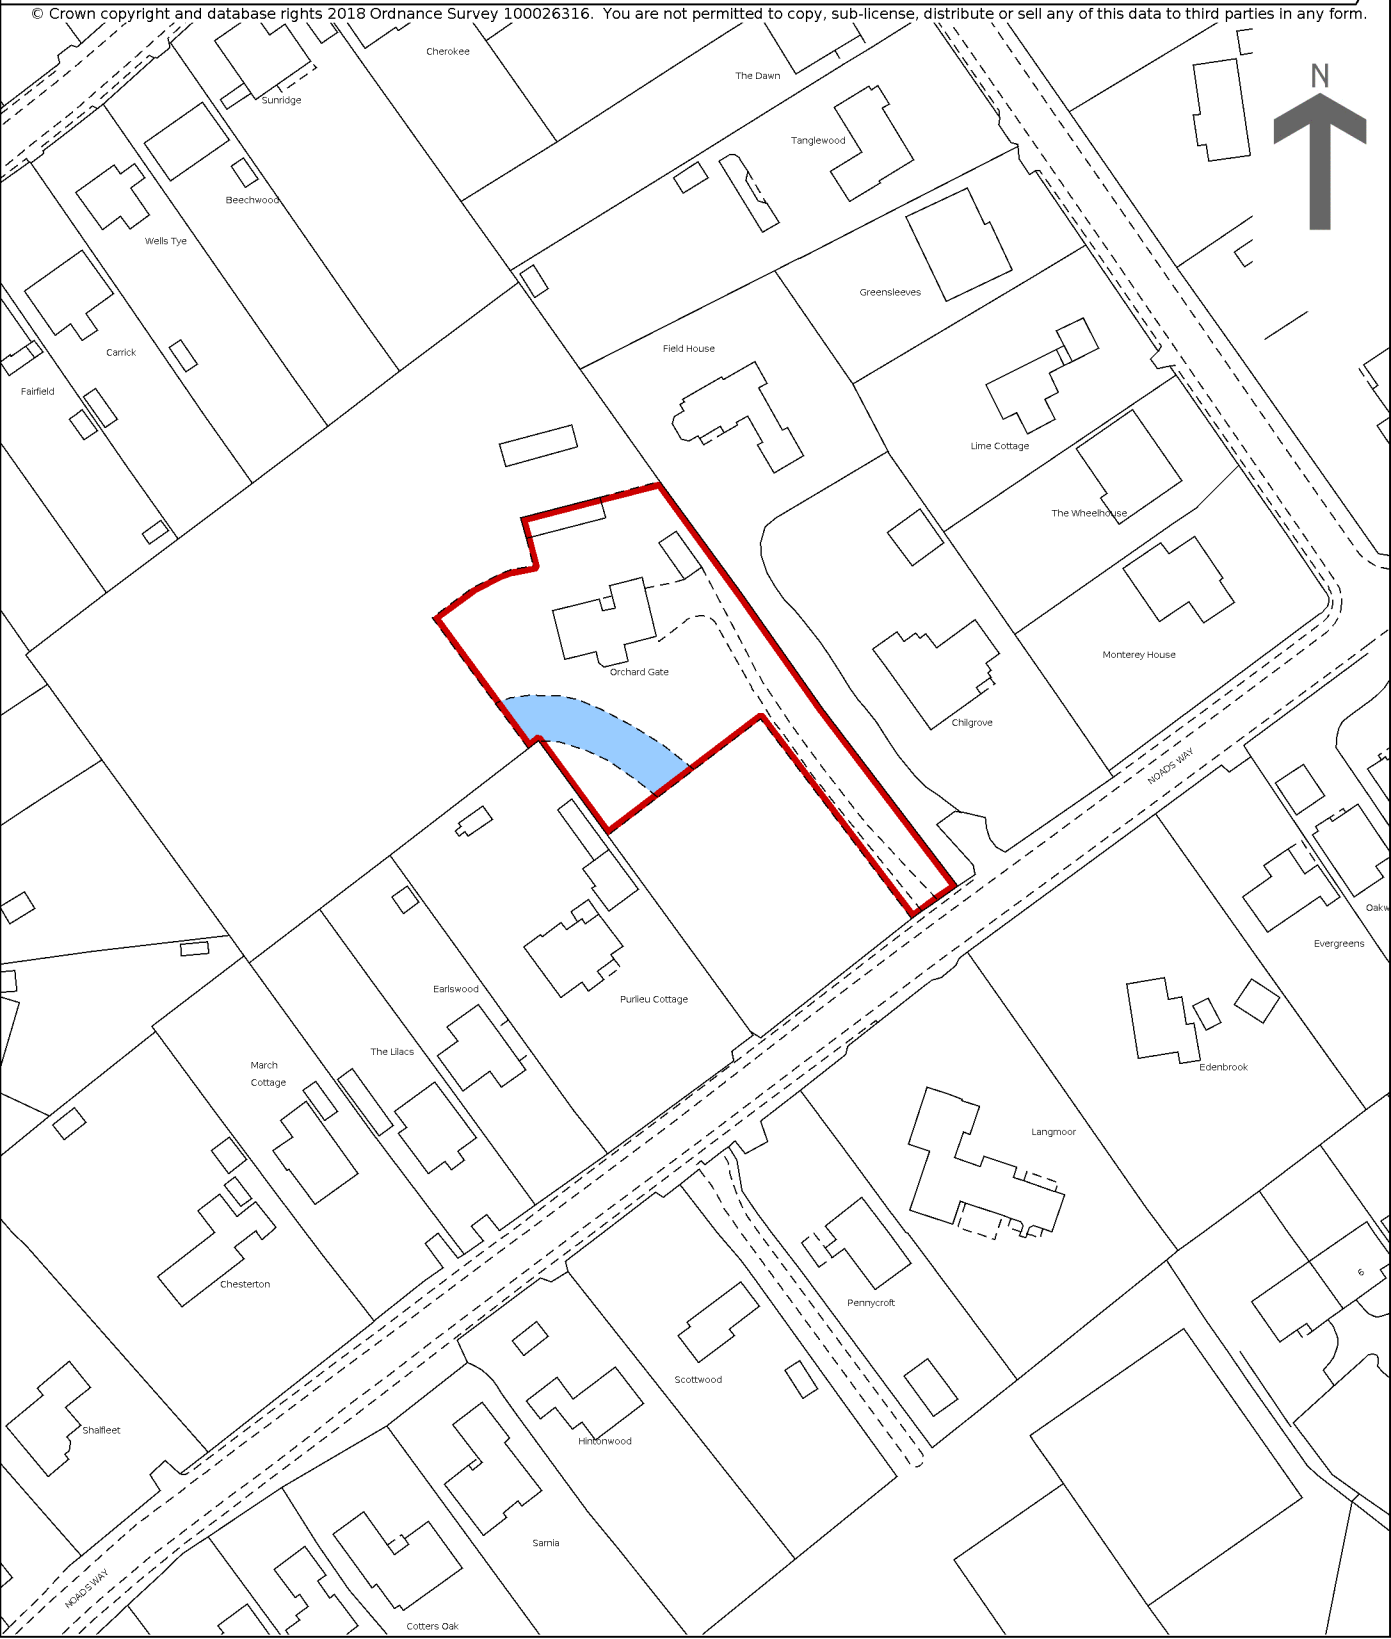 © Crown copyright and database rights 2018 Ordnance Survey 100026316. You are not permitted to copy, sub-license, distribute or sell any of this data to third parties in any form.
Cherokee
The Dawn
N
Sunridge
Tanglewood
Beechwood
Wells Tye
Greensleeves
Field House
Carrick
Fairfield
Lime Cottage
The Wheelhouse
Monterey House
Orchard Gate
Chilgrove
NOADS WAY
Oakw
Evergreens
Earlswood
Purlieu Cottage
The Lilacs
March
Cottage
Edenbrook
Langmoor
6
Chesterton
Pennycroft
Scottwood
Shalfleet
Hintonwood
Sarnia
NOADS WAY
Cotters Oak